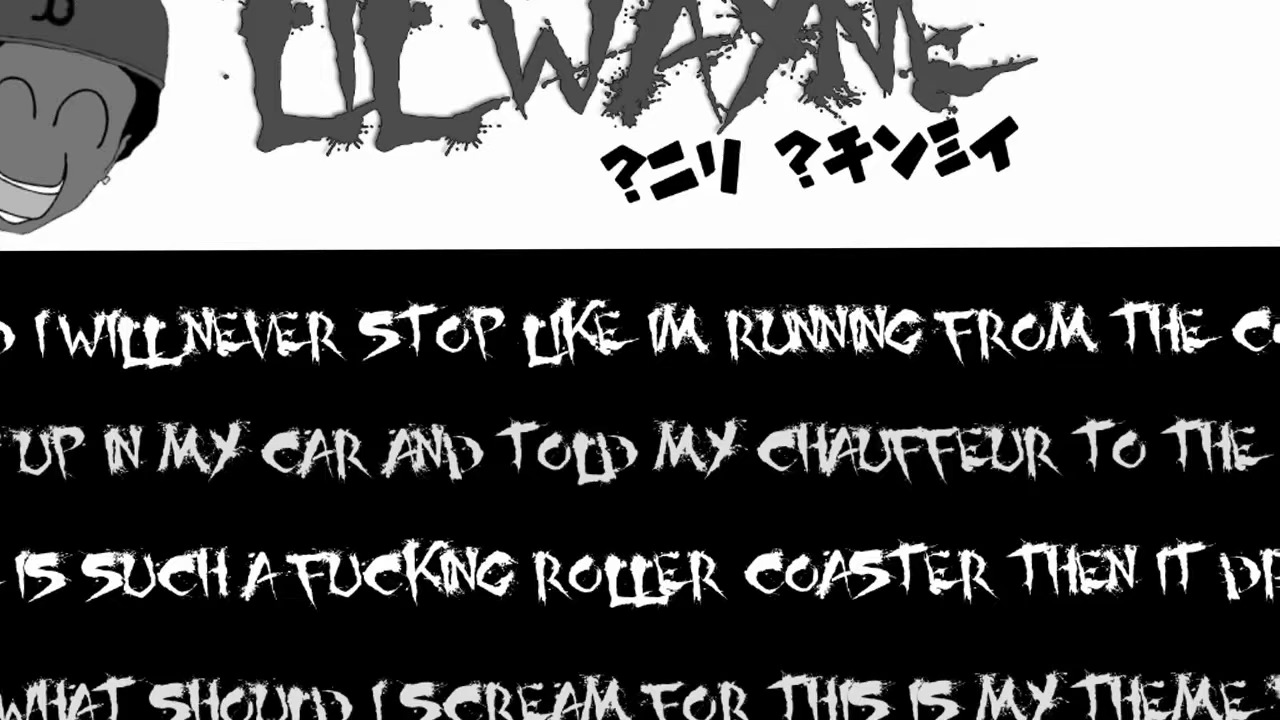 LIL WAYNE
?ニリ ?チンミイ
I WILL NEVER STOP LIKE IM RUNNING FROM THE
UP IN MY CAR AND TOLD MY CHAUFFEUR TO THE
IS SUCH A FUCKING ROLLER COASTER THEN IT
WHAT SHOULD I SCREAM FOR THIS IS MY THEME